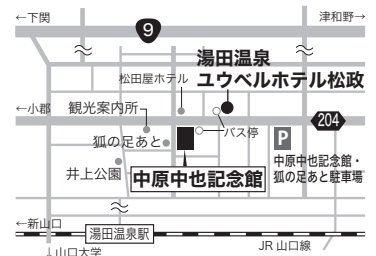 ←下関
津和野→
9
湯田温泉
ユウベルホテル松政
松田屋ホテル
←小郡
観光案内所
204
バス停
狐の足あと
P
井上公園
中原中也記念館・
狐の足あと駐車場
中原中也記念館
←新山口
湯田温泉駅
↓山口大学
JR 山口線